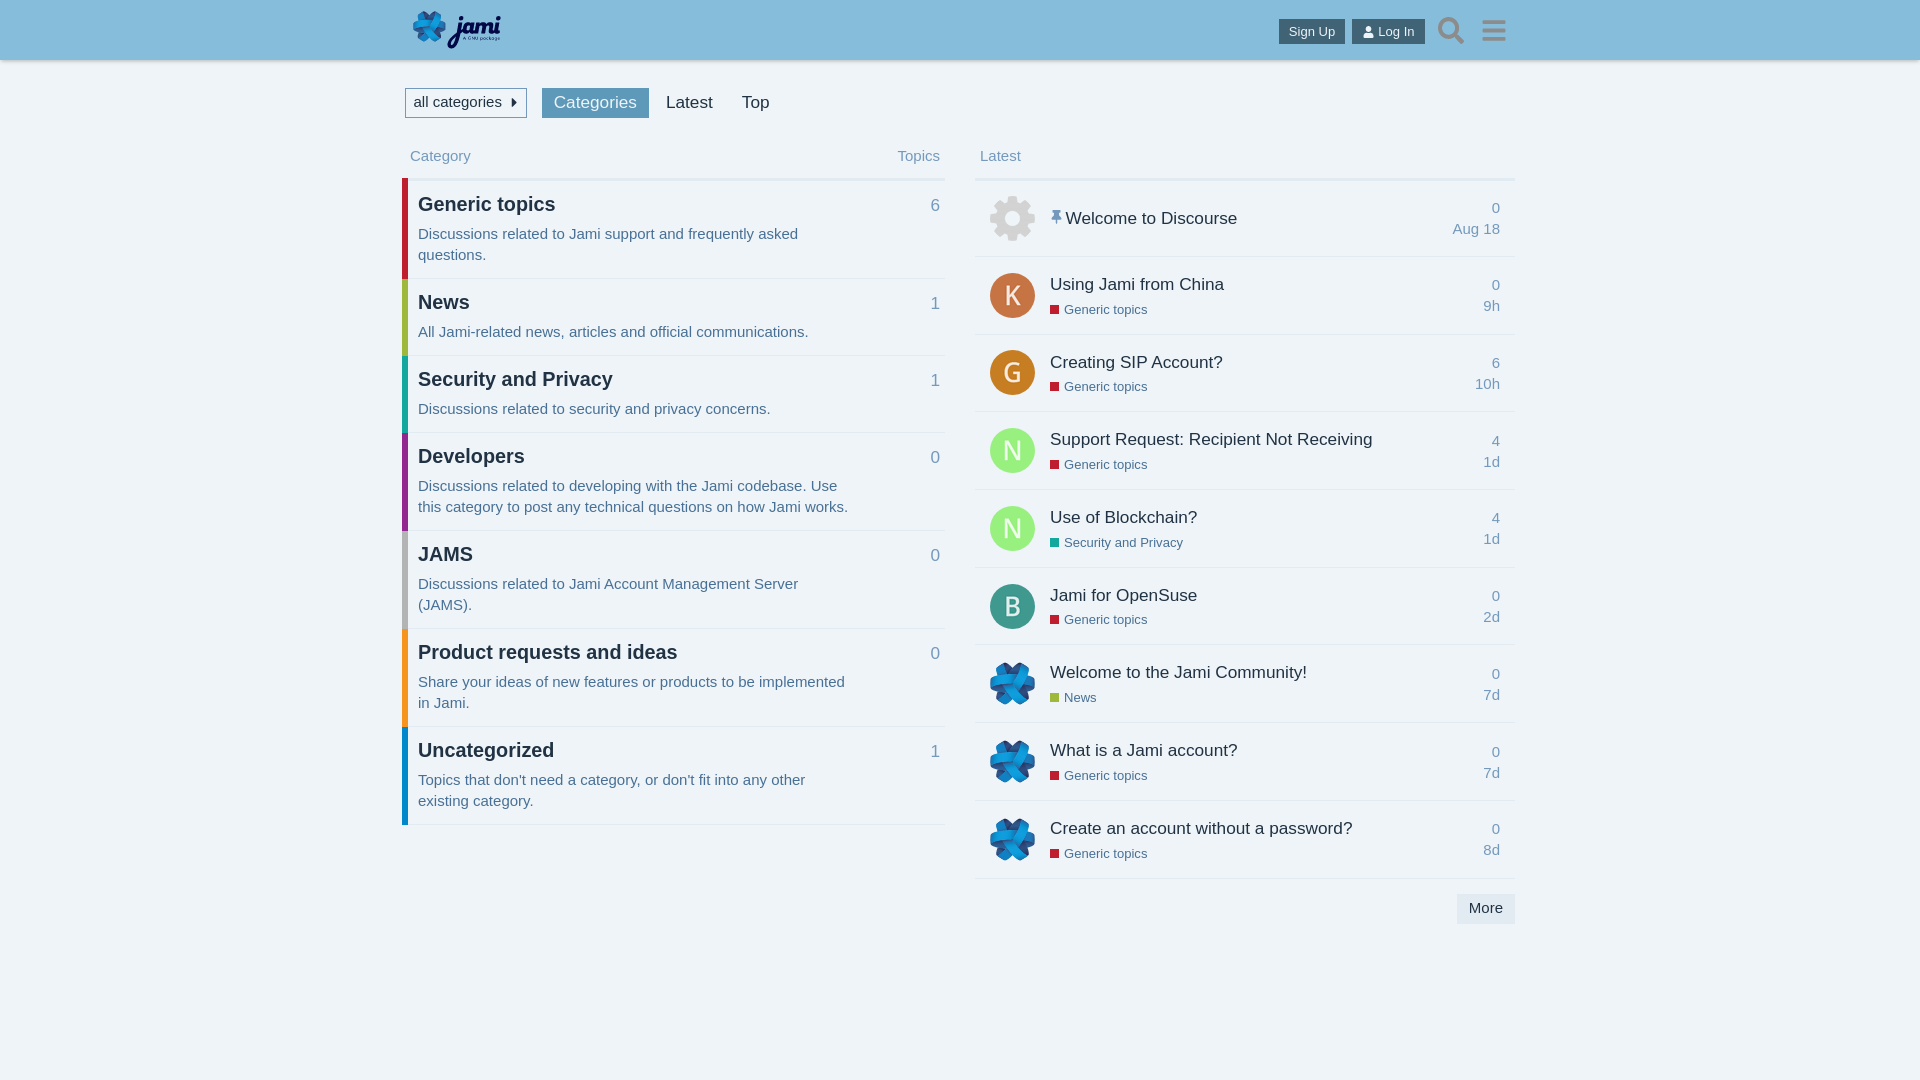 jami
A GNU package
Sign Up
Log In
all categories
Categories
Latest
Top
Category
Topics
Generic topics
6
Discussions related to Jami support and frequently asked
questions.
News
1
All Jami-related news, articles and official communications.
Security and Privacy
1
Discussions related to security and privacy concerns.
Developers
0
Discussions related to developing with the Jami codebase. Use
this category to post any technical questions on how Jami works.
JAMS
0
Discussions related to Jami Account Management Server
(JAMS).
Product requests and ideas
0
Share your ideas of new features or products to be implemented
in Jami.
Uncategorized
1
Topics that don't need a category, or don't fit into any other
existing category.
Latest
Welcome to Discourse
0
Aug 18
K
Using Jami from China
Generic topics
0
9h
G
Creating SIP Account?
Generic topics
6
10h
N
Support Request: Recipient Not Receiving
Generic topics
4
1d
N
Use of Blockchain?
Security and Privacy
4
1d
B
Jami for OpenSuse
Generic topics
0
2d
Welcome to the Jami Community!
News
0
7d
What is a Jami account?
Generic topics
0
7d
Create an account without a password?
Generic topics
0
8d
More